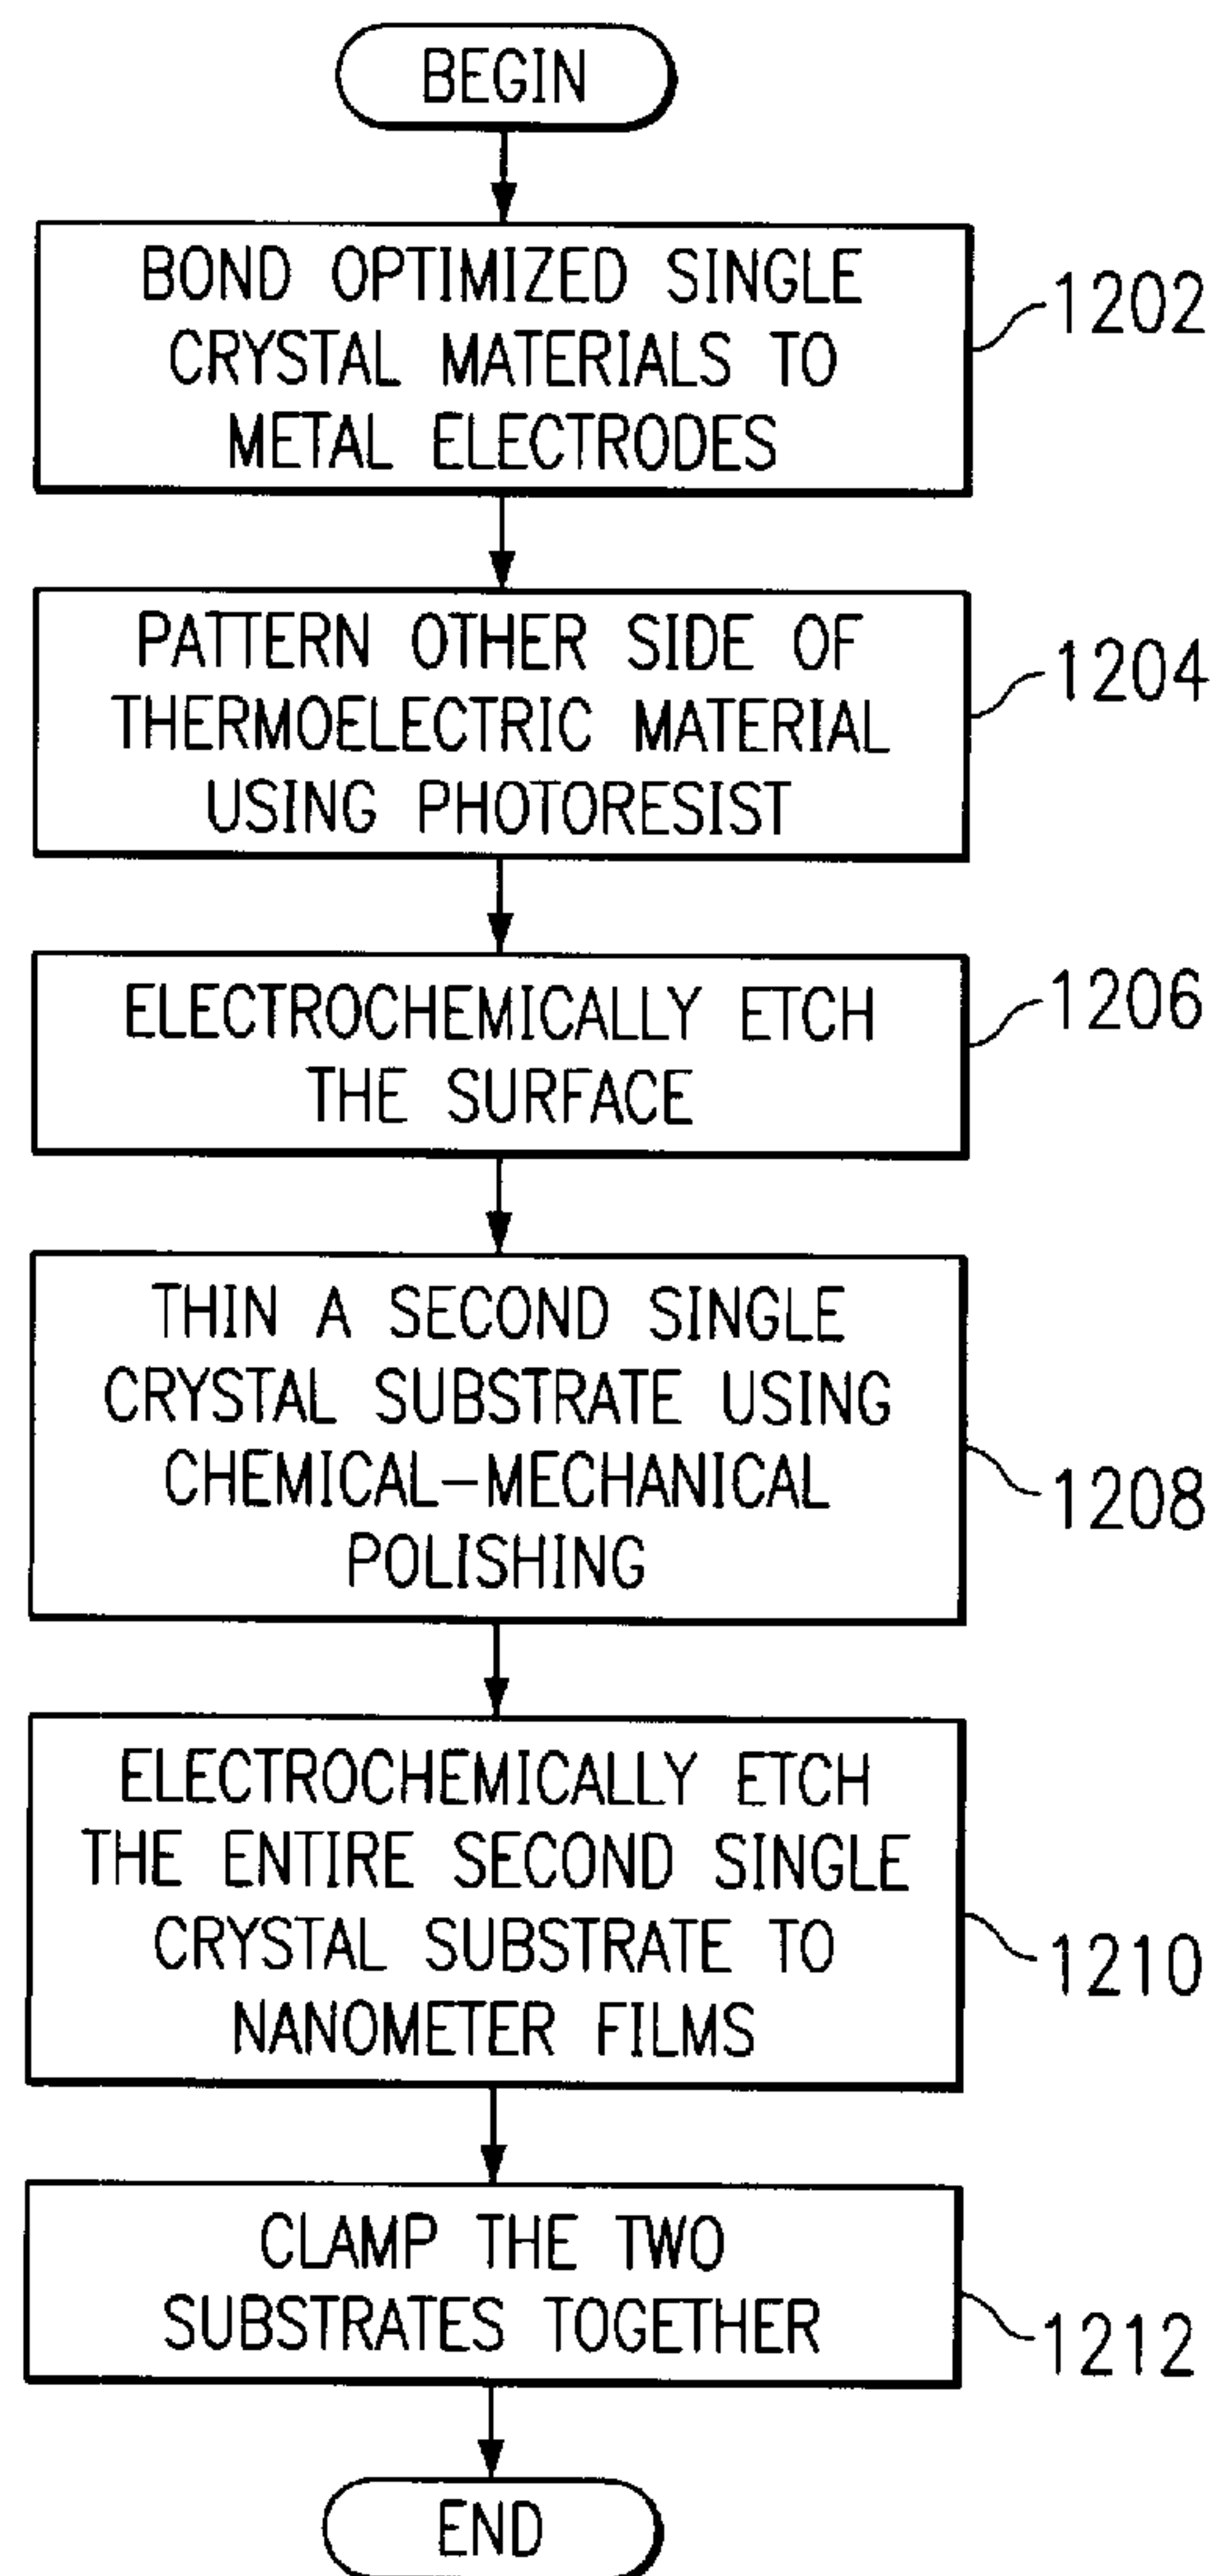 BEGIN
BOND OPTIMIZED SINGLE
CRYSTAL MATERIALS TO
METAL ELECTRODES
1202
PATTERN OTHER SIDE OF
THERMOELECTRIC MATERIAL
USING PHOTORESIST
1204
ELECTROCHEMICALLY ETCH
THE SURFACE
1206
THIN A SECOND SINGLE
CRYSTAL SUBSTRATE USING
CHEMICAL-MECHANICAL
POLISHING
1208
ELECTROCHEMICALLY ETCH
THE ENTIRE SECOND SINGLE
CRYSTAL SUBSTRATE TO
NANOMETER FILMS
1210
CLAMP THE TWO
SUBSTRATES TOGETHER
1212
END